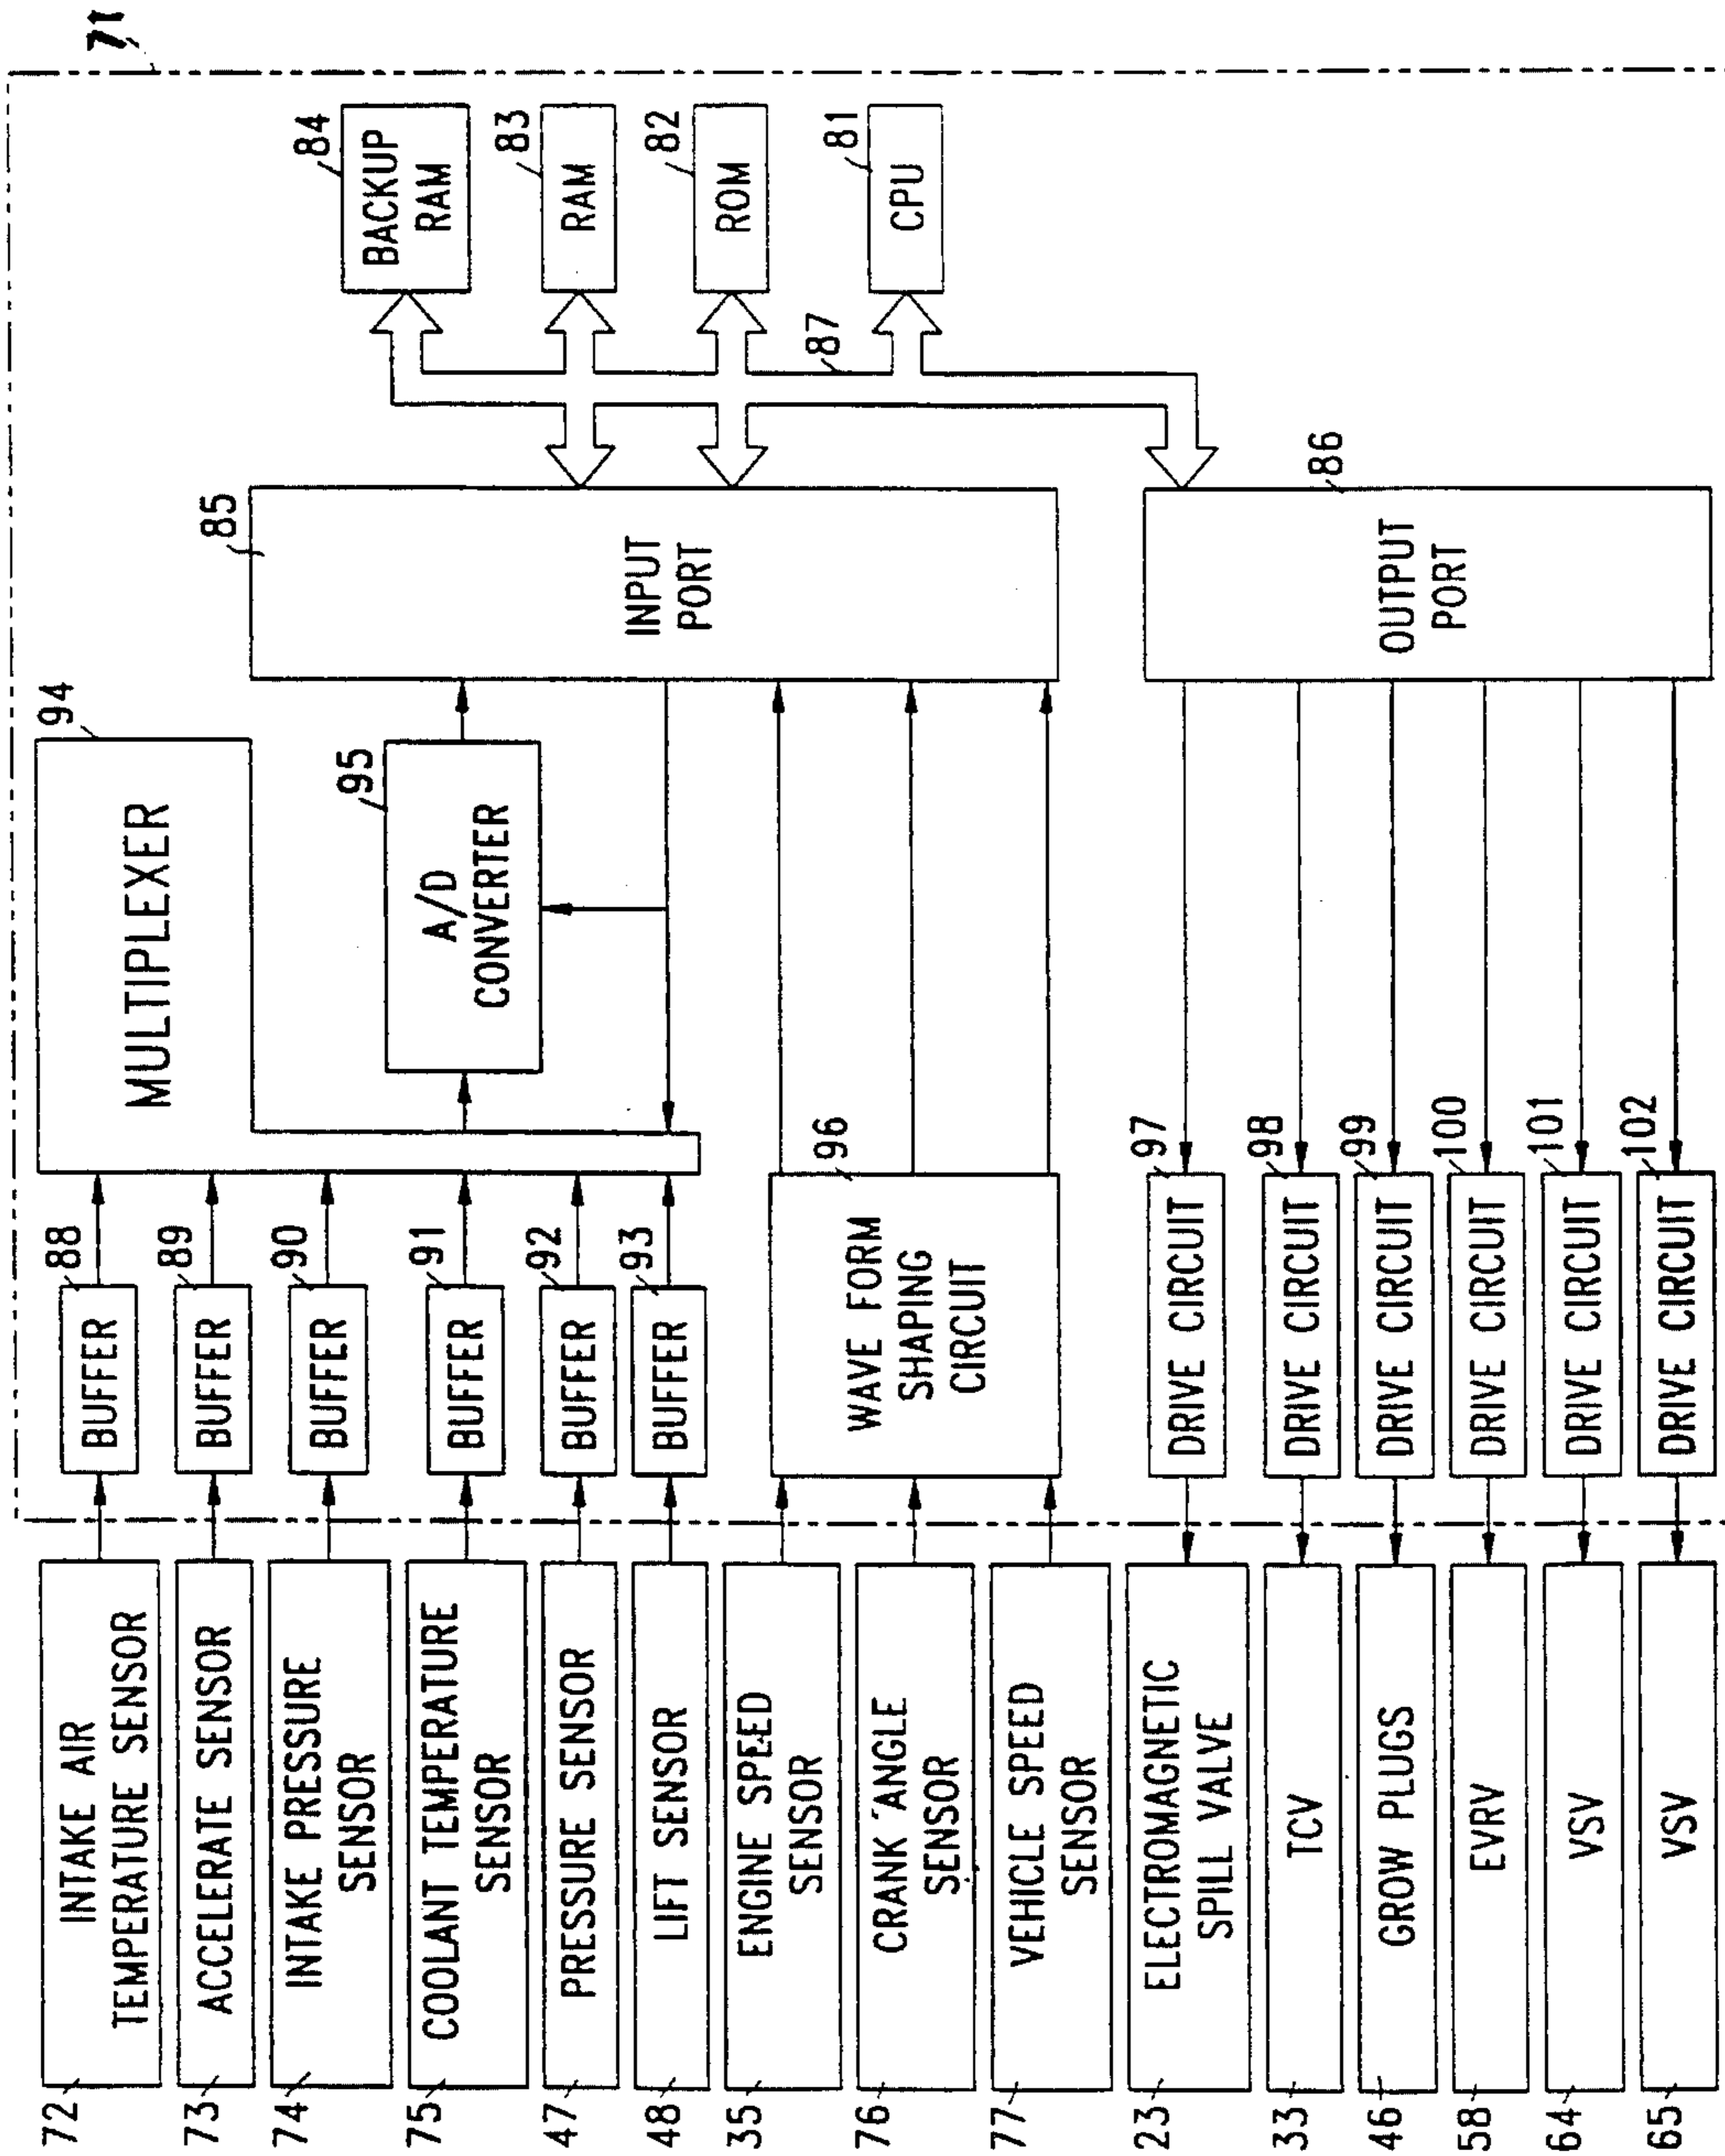 71
72
INTAKE AIR
TEMPERATURE SENSOR
73
ACCELERATE SENSOR
74
INTAKE PRESSURE
SENSOR
75
COOLANT TEMPERATURE
SENSOR
47
PRESSURE SENSOR
48
LIFT SENSOR
35
ENGINE SPEED
SENSOR
76
CRANK ANGLE
SENSOR
77
VEHICLE SPEED
SENSOR
23
ELECTROMAGNETIC
SPILL VALVE
33
TCV
46
GROW PLUGS
58
EVRV
64
VSV
65
VSV
BUFFER
88
BUFFER
89
BUFFER
90
BUFFER
91
BUFFER
92
BUFFER
93
WAVE FORM
SHAPING
CIRCUIT
96
DRIVE CIRCUIT
97
DRIVE CIRCUIT
98
DRIVE CIRCUIT
99
DRIVE CIRCUIT
100
DRIVE CIRCUIT
101
DRIVE CIRCUIT
102
MULTIPLEXER
94
A/D
CONVERTER
95
INPUT
PORT
85
OUTPUT
PORT
86
87
BACKUP
RAM
84
RAM
83
ROM
82
CPU
81